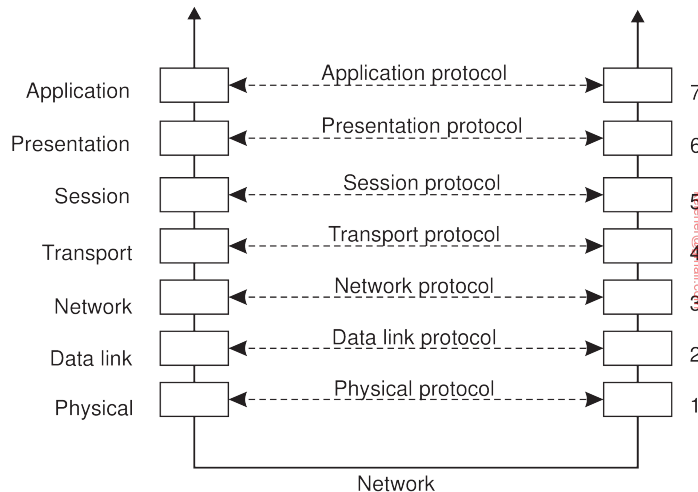 Application protocol
Application 7
Presentation protocol
Presentation 6
Session protocol
Session 5
Transport protocol
Transport 4
Network protocol
Network 3
Data link protocol
Data link 2
Physical protocol
Physical 1
Network